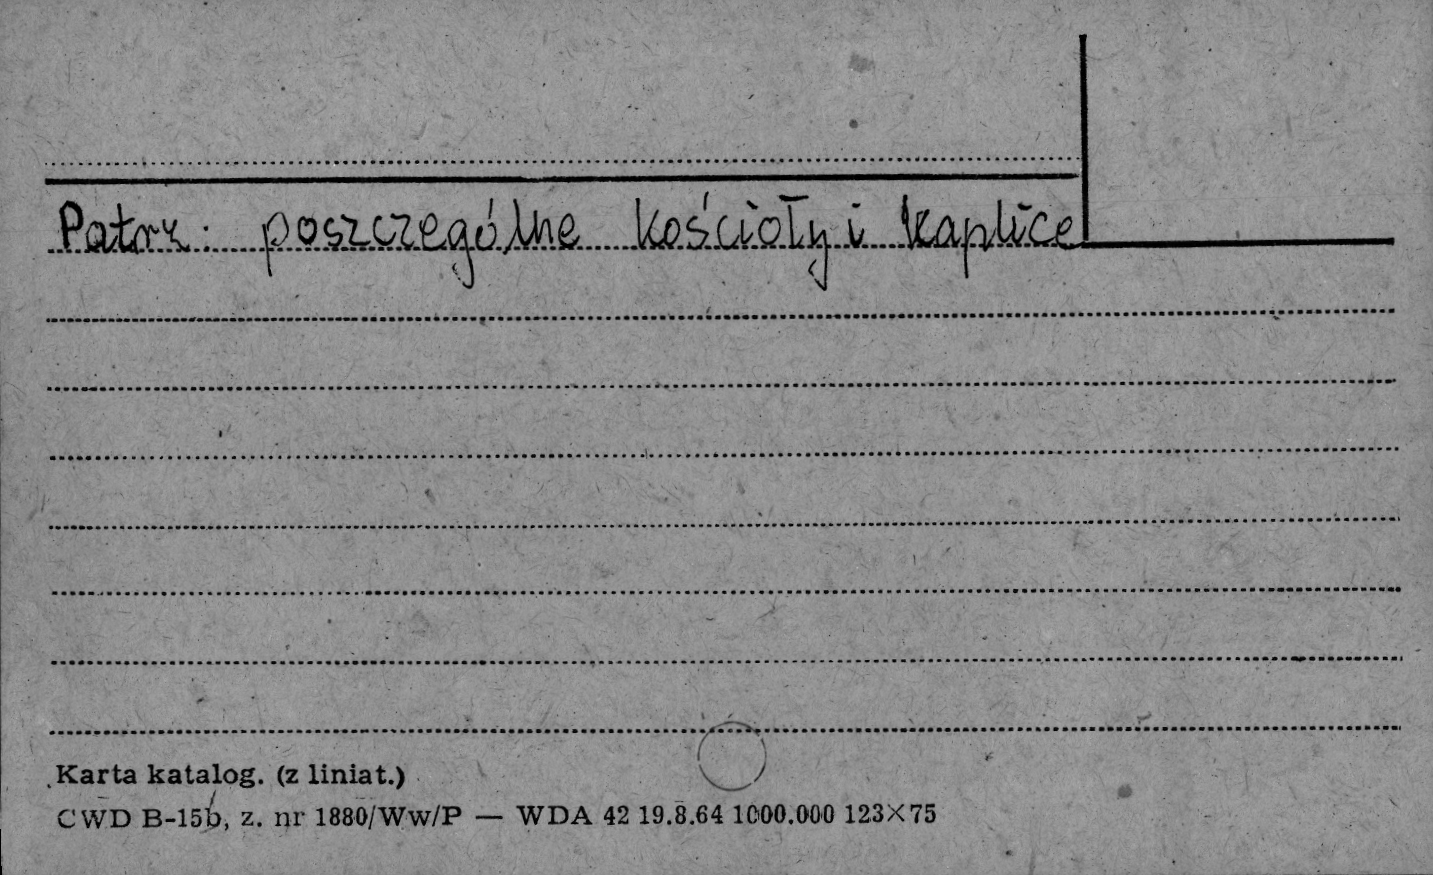 Patrz: poszczególne kościoły i kaplice
Karta katalog. (z liniat.)
CWD B-15b, z. nr 1880/Ww/P — WDA 42 19.8.64 1000.000 123×75